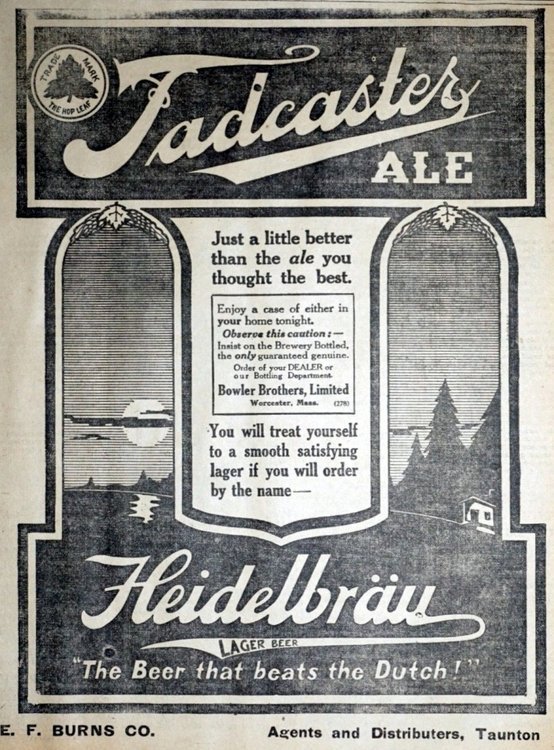 TRADE MARK
THE HOP LEAF
Tadcaster
ALE
Just a little better
than the ale you
thought the best.
Enjoy a case of either in
your home tonight.
Observe this caution:—
Insist on the Brewery Bottled,
the only guaranteed genuine.
Order of your DEALER or
our Bottling Department.
Bowler Brothers, Limited
Worcester, Mass. (278)
You will treat yourself
to a smooth satisfying
lager if you will order
by the name—
Heidelbräu
LAGER BEER
"The Beer that beats the Dutch!"
E. F. BURNS CO. Agents and Distributers, Taunton